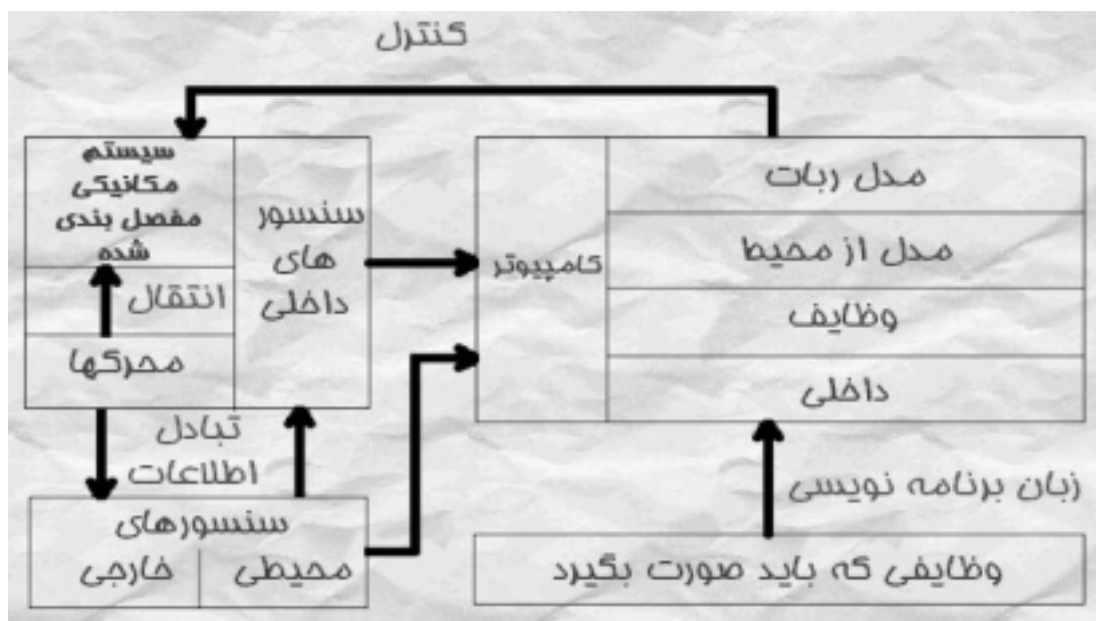 کنترل
سیستم
مکانیکی
مفصل بندی
شده
انتقال
محرکها
سنسور
های
داخلی
کامپیوتر
مدل ربات
مدل از محیط
وظایف
داخلی
تبادل
اطلاعات
سنسورهای
محیطی
خارجی
زبان برنامه نویسی
وظایفی که باید صورت بگیرد